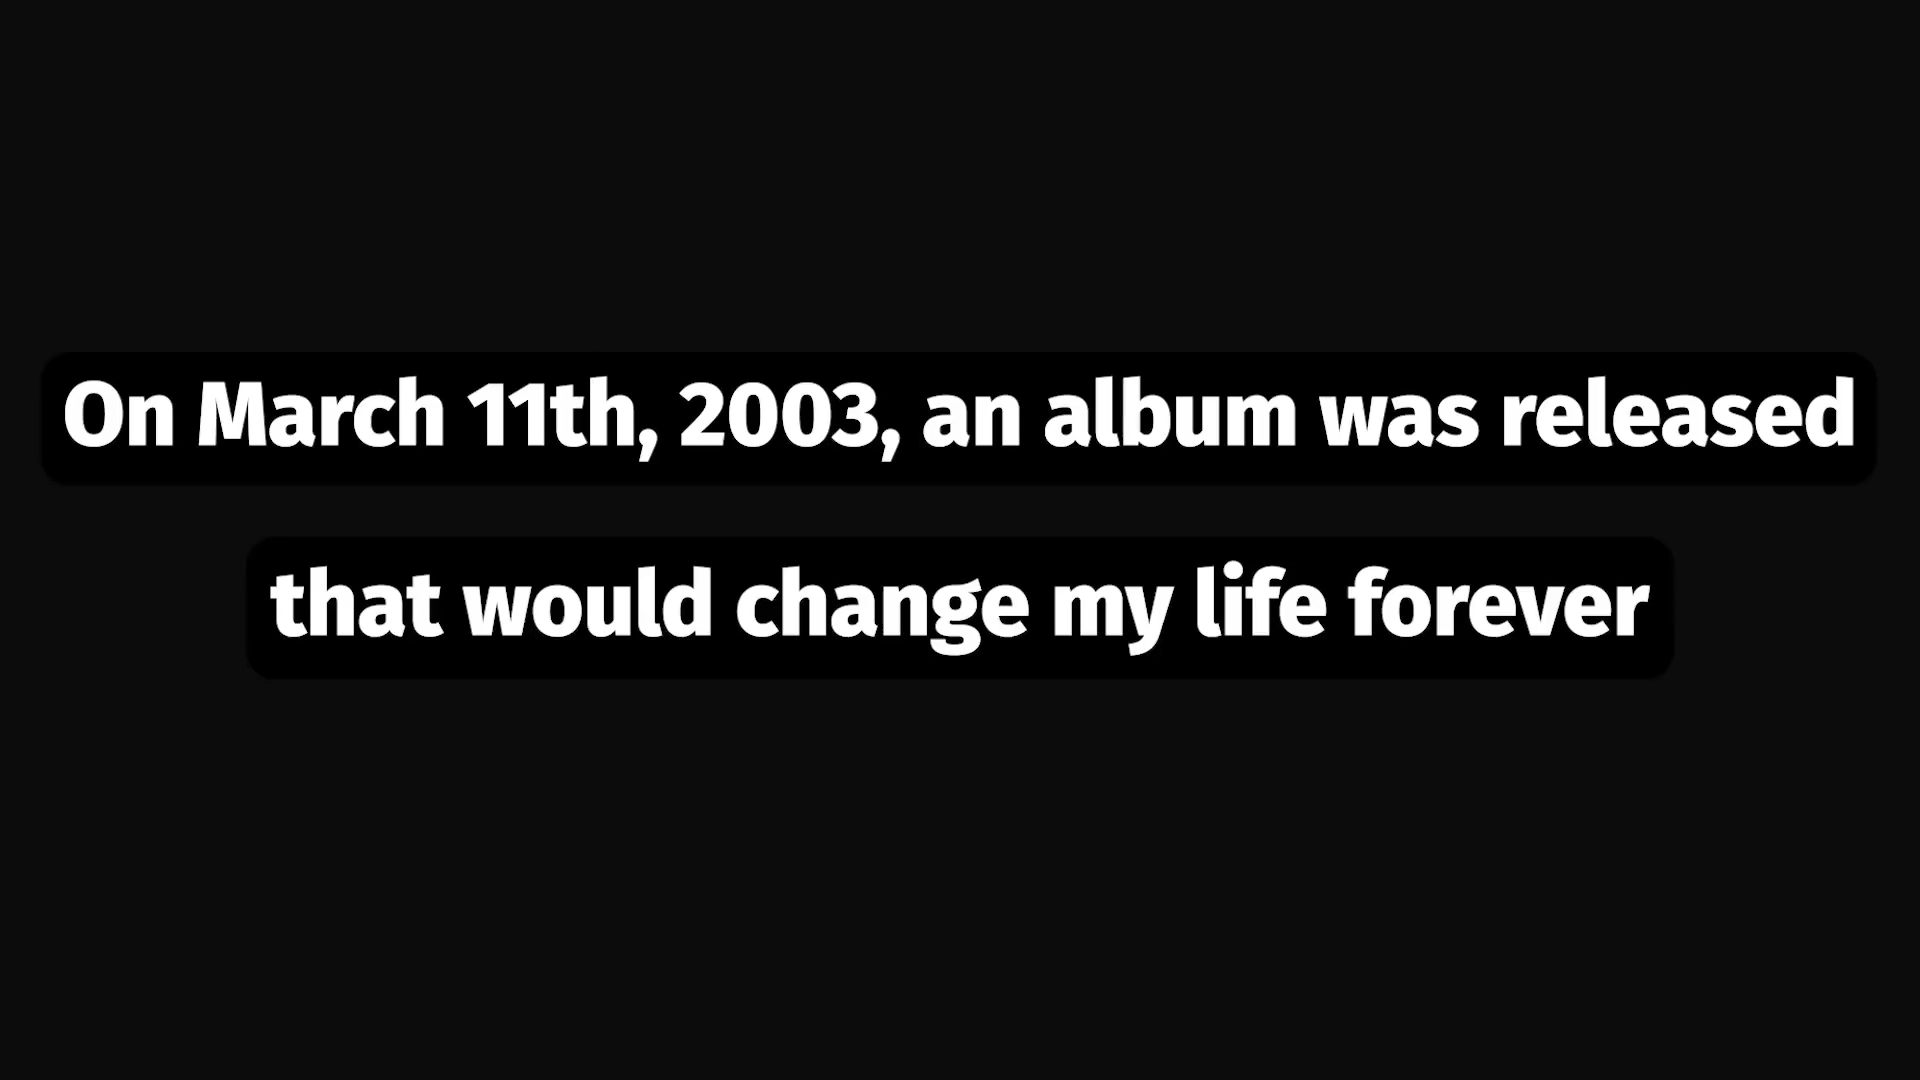 On March 11th, 2003, an album was released
that would change my life forever